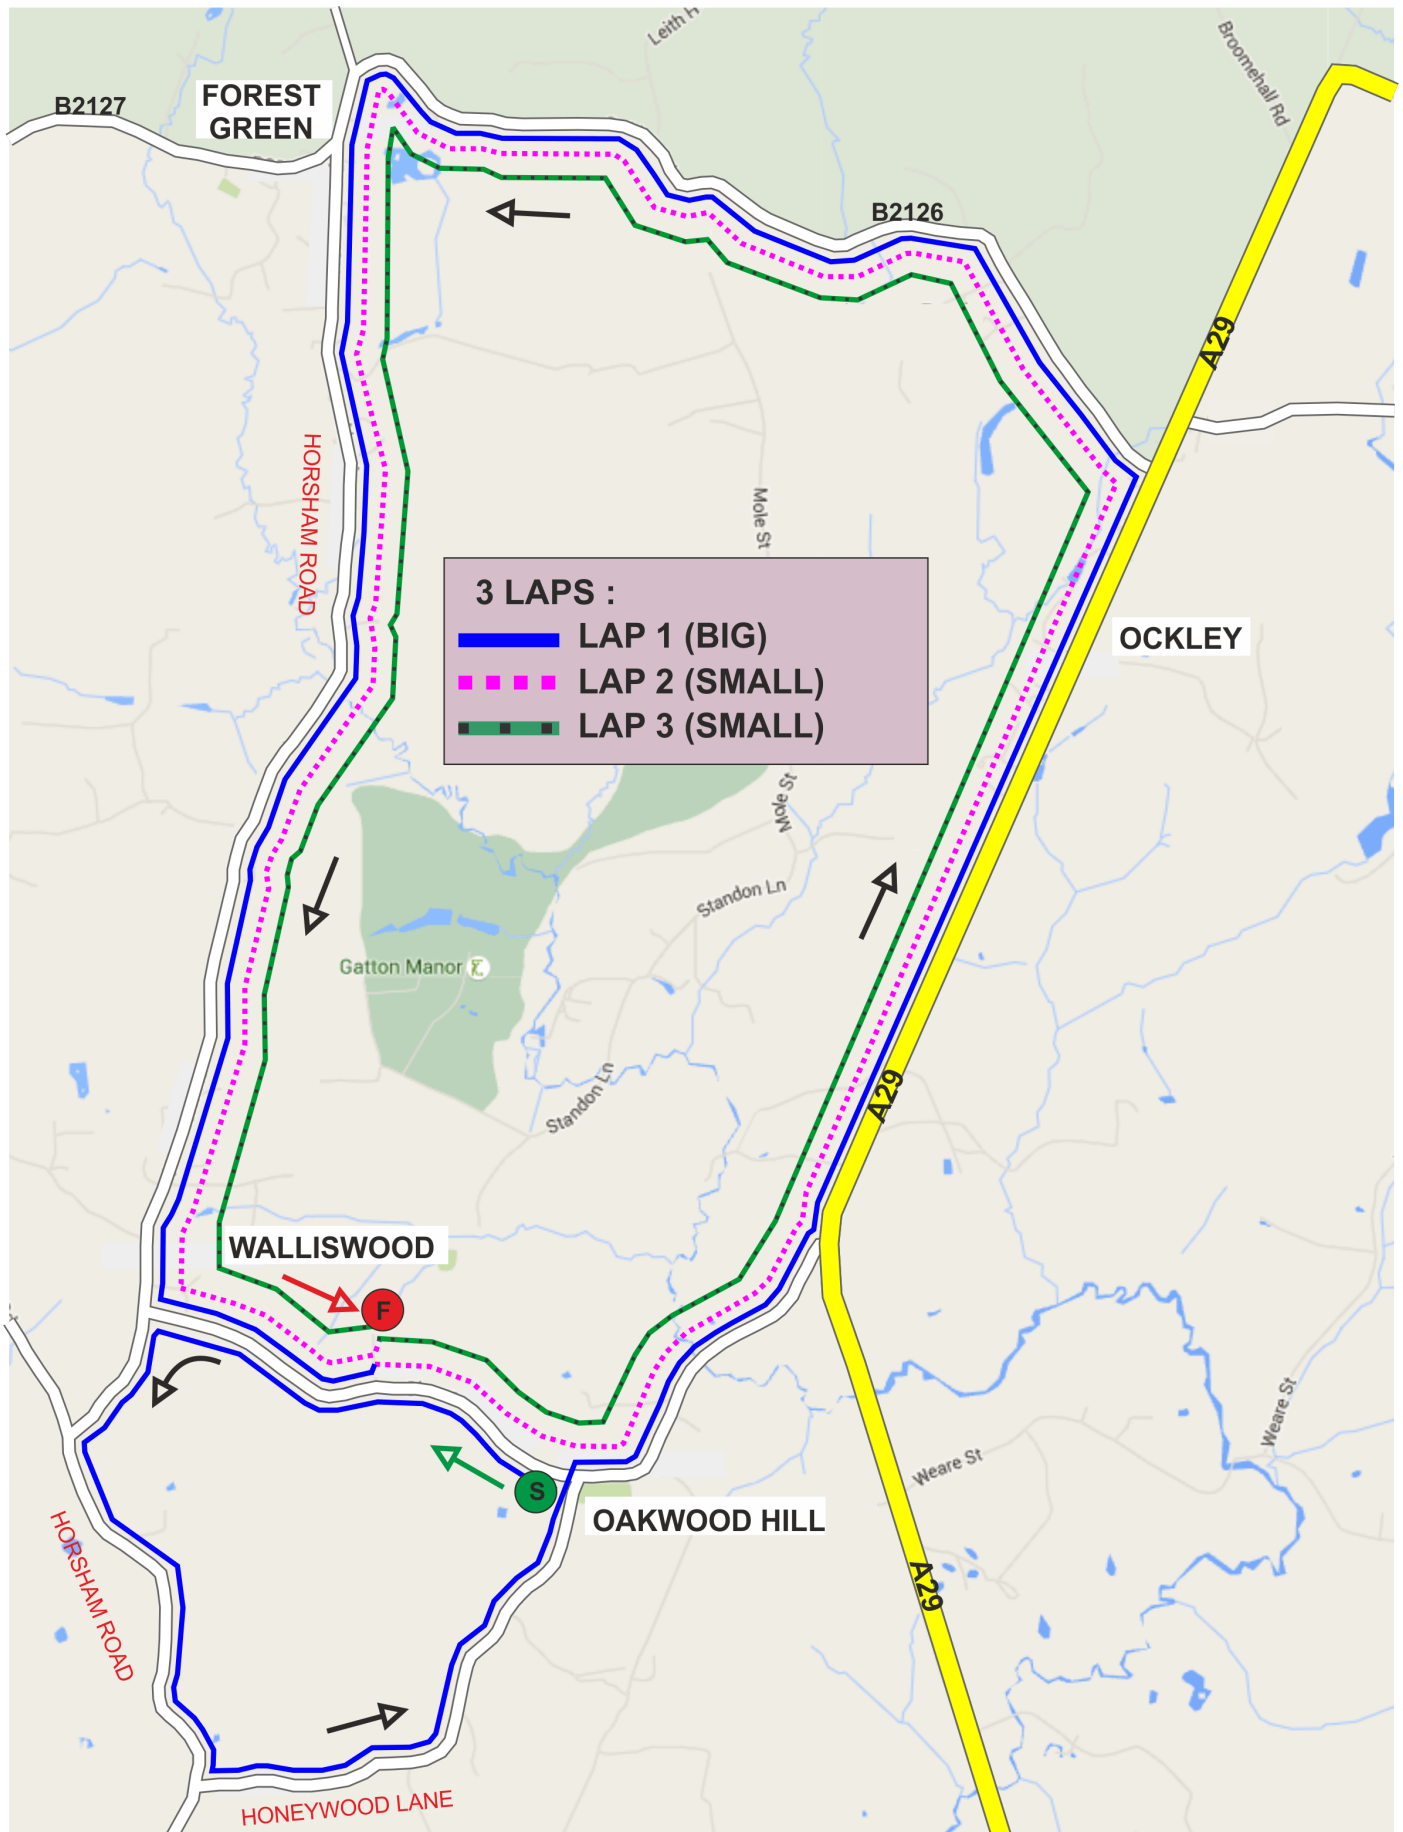 Leith H
Broomehall Rd
FOREST
GREEN
B2127
B2126
A29
HORSHAM ROAD
Mole St
3 LAPS :
LAP 1 (BIG)
LAP 2 (SMALL)
LAP 3 (SMALL)
OCKLEY
Mole St
Standon Ln
Gatton Manor
A29
Standon Ln
WALLISWOOD
F
Weare St
Weare St
S
OAKWOOD HILL
HORSHAM ROAD
A29
HONEYWOOD LANE